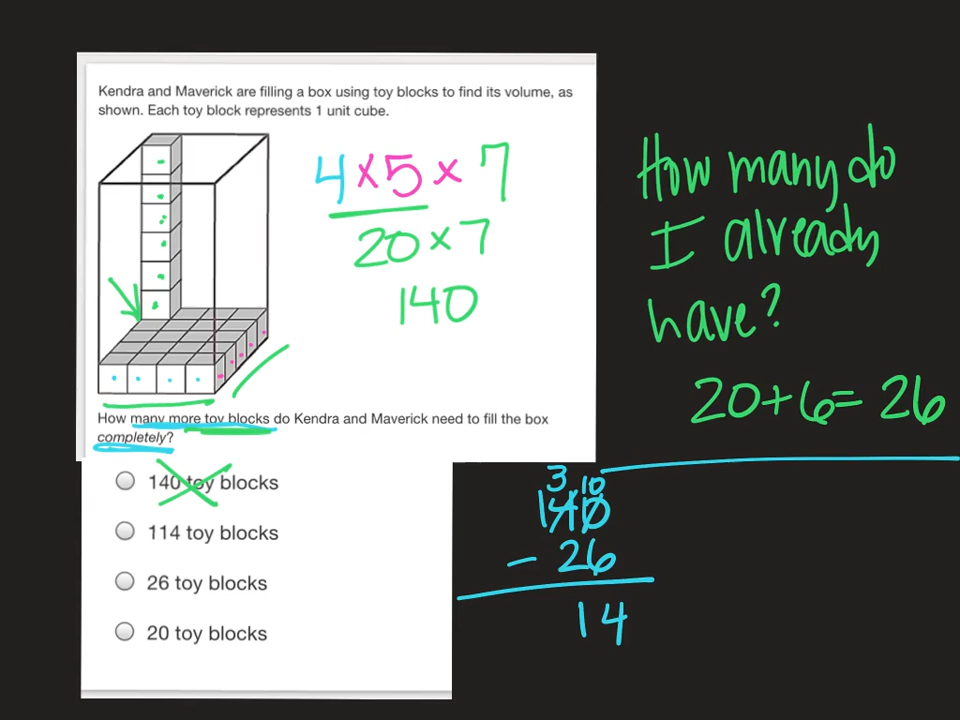 Kendra and Maverick are filling a box using toy blocks to find its volume, as
shown. Each toy block represents 1 unit cube.
4 × 5 × 7
20 × 7
140
How many more toy blocks do Kendra and Maverick need to fill the box
completely?
140 toy blocks
114 toy blocks
26 toy blocks
20 toy blocks
How many do
I already
have?
20+6= 26
3 10
140
- 26
14